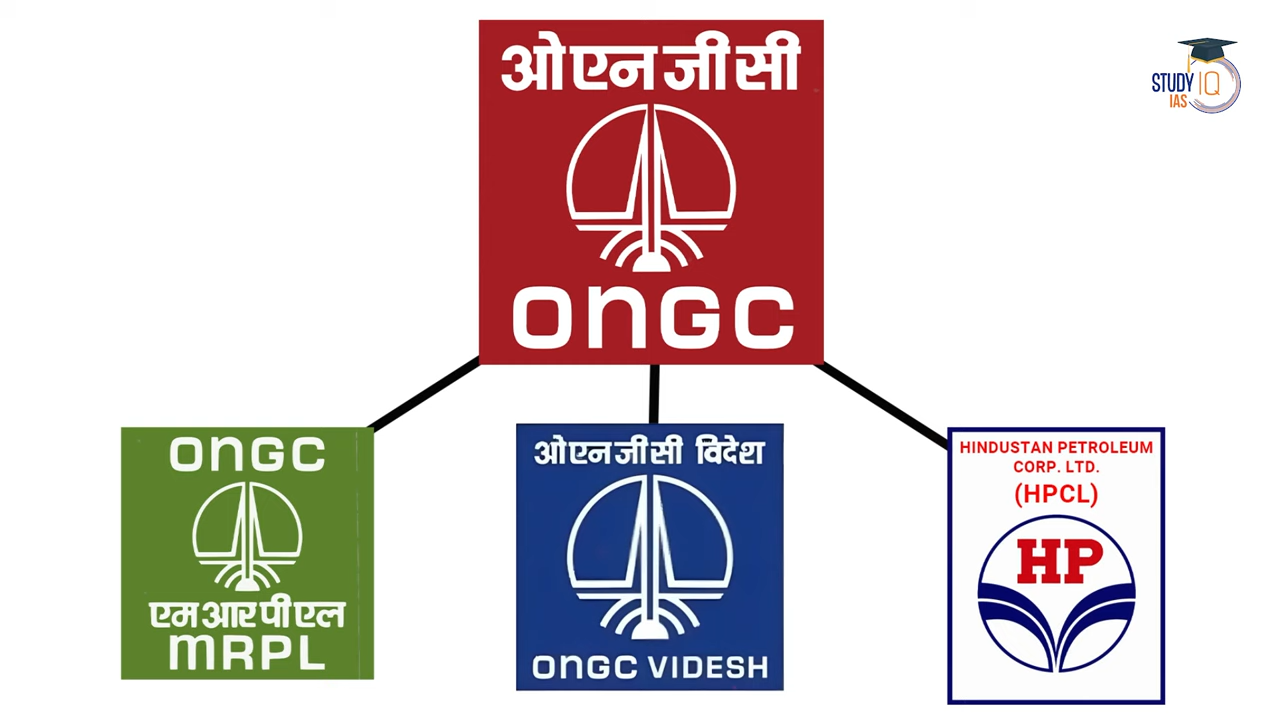 ओएनजीसी
ONGC
STUDY IQ
IAS
ONGC
एमआरपीएल
MRPL
ओएनजीसी विदेश
ONGC VIDESH
HINDUSTAN PETROLEUM
CORP. LTD.
(HPCL)
HP